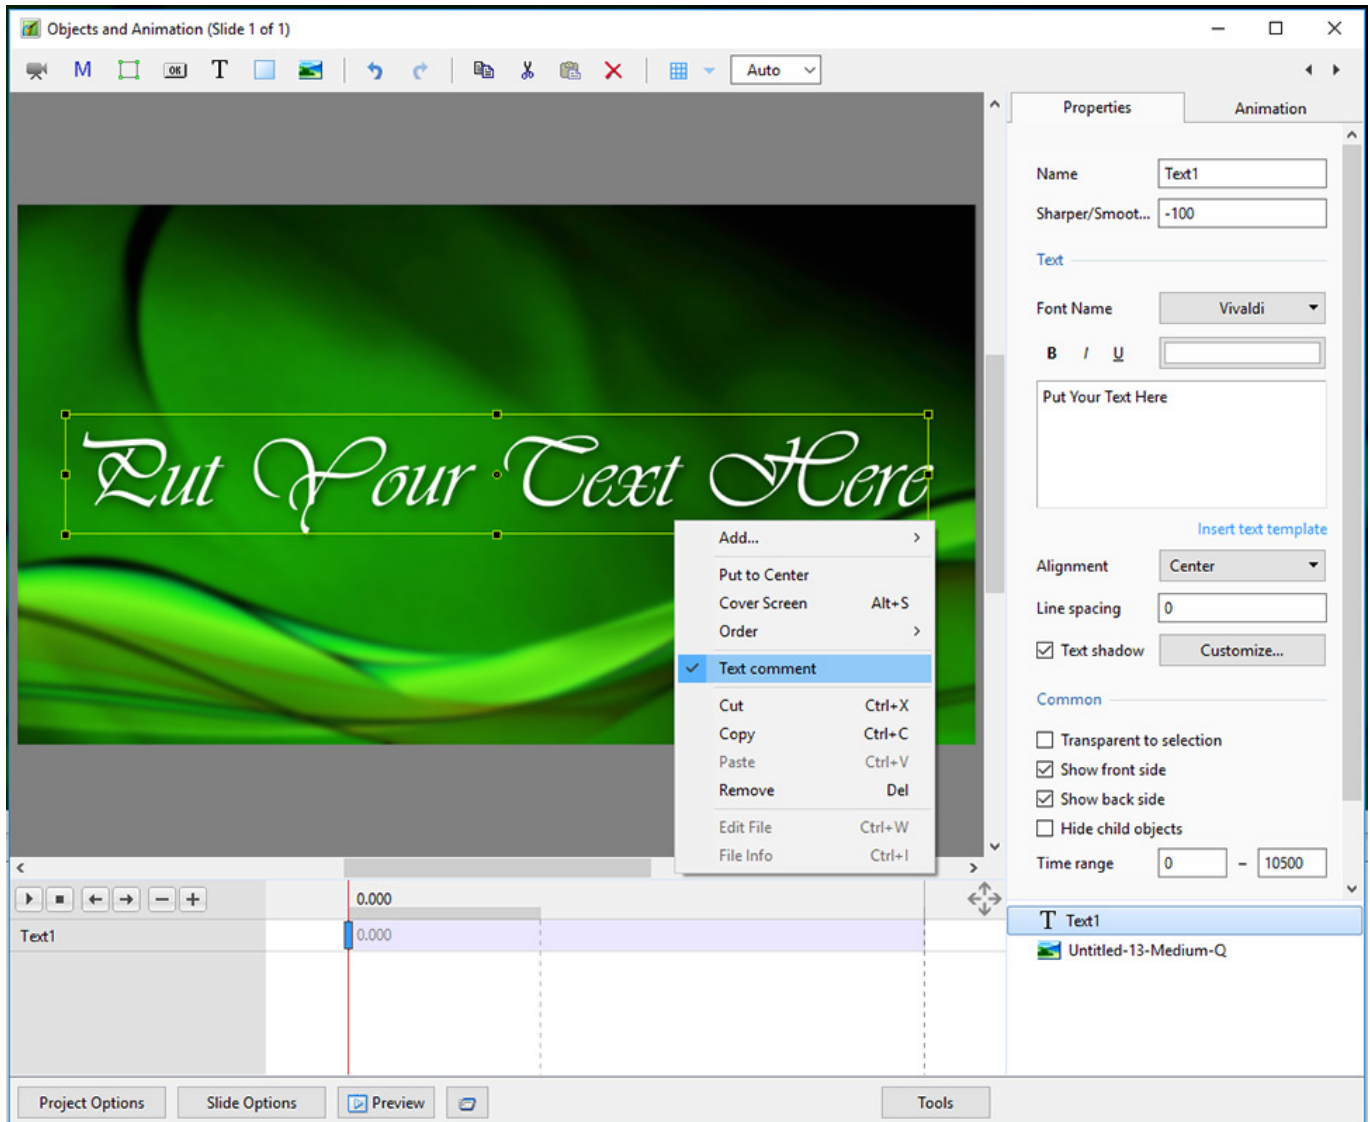 Objects and Animation (Slide 1 of 1)
M OK T Auto
Properties Animation
Name Text1
Sharper/Smoot... -100
Text
Font Name Vivaldi
B I U
Put Your Text Here
Insert text template
Alignment Center
Line spacing 0
Text shadow Customize...
Common
Transparent to selection
Show front side
Show back side
Hide child objects
Time range 0 – 10500
T Text1
Untitled-13-Medium-Q
Put Your Text Here
Add...
Put to Center
Cover Screen Alt+S
Order
Text comment
Cut Ctrl+X
Copy Ctrl+C
Paste Ctrl+V
Remove Del
Edit File Ctrl+W
File Info Ctrl+I
0.000
Text1 0.000
Project Options Slide Options Preview Tools